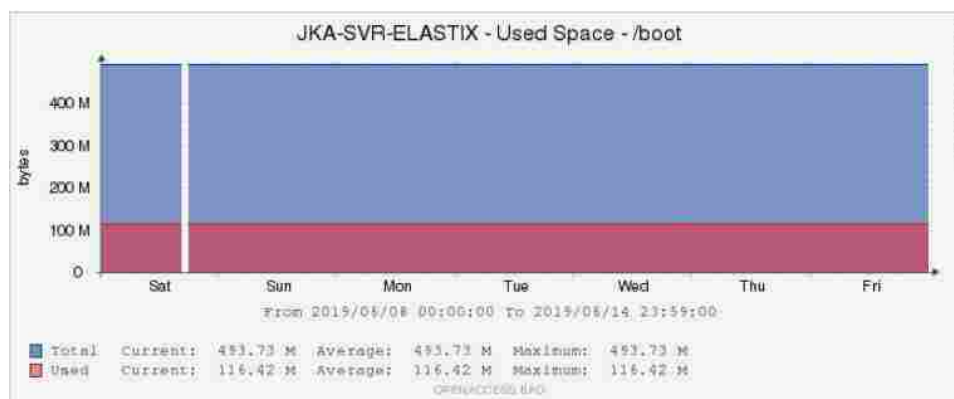 JKA-SVR-ELASTIX - Used Space - /boot
bytes
400 M
300 M
200 M
100 M
0
Sat Sun Mon Tue Wed Thu Fri
From 2019/06/08 00:00:00 To 2019/06/14 23:59:00
Total Current: 493.73 M Average: 493.73 M Maximum: 493.73 M
Used Current: 116.42 M Average: 116.42 M Maximum: 116.42 M